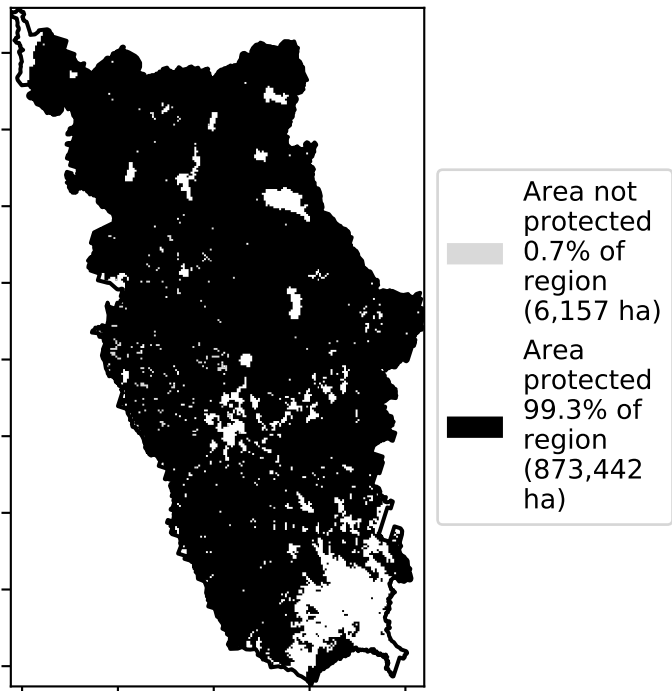 Area not
protected
0.7% of
region
(6,157 ha)
Area
protected
99.3% of
region
(873,442
ha)